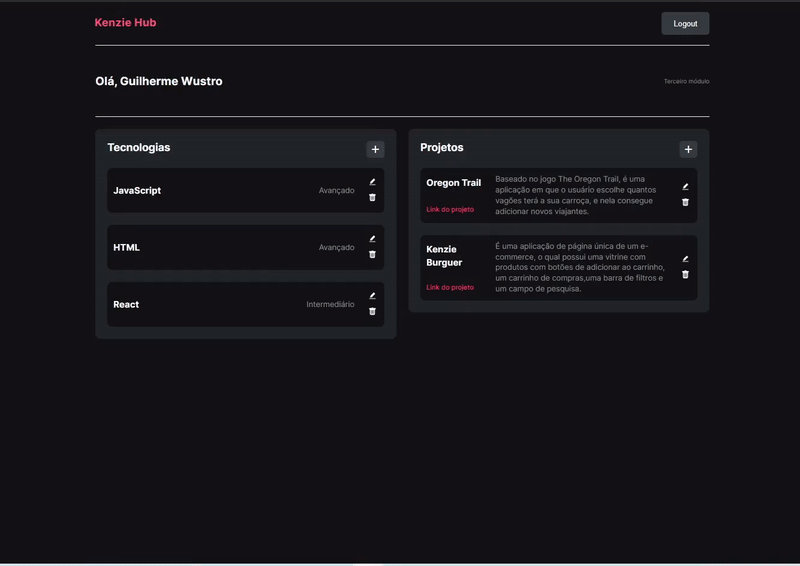 Kenzie Hub
Logout
Olá, Guilherme Wustro
Terceiro módulo
Tecnologias
JavaScript
Avançado
HTML
Avançado
React
Intermediário
Projetos
Oregon Trail
Link do projeto
Baseado no jogo The Oregon Trail, é uma
aplicação em que o usuário escolhe quantos
vagões terá a sua carroça, e nela consegue
adicionar novos viajantes.
Kenzie
Burguer
Link do projeto
É uma aplicação de página única de um e-
commerce, o qual possui uma vitrine com
produtos com botões de adicionar ao carrinho,
um carrinho de compras,uma barra de filtros e
um campo de pesquisa.